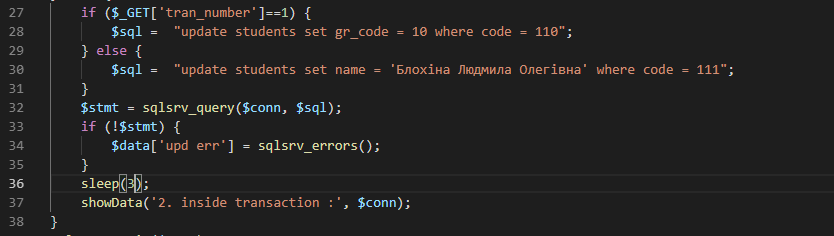 27 if ($_GET['tran_number']==1) {
28 $sql =  "update students set gr_code = 10 where code = 110";
29 } else {
30 $sql =  "update students set name = 'Блохіна Людмила Олегівна' where code = 111";
31 }
32 $stmt = sqlsrv_query($conn, $sql);
33 if (!$stmt) {
34 $data['upd err'] = sqlsrv_errors();
35 }
36 sleep(3);
37 showData('2. inside transaction :', $conn);
38 }